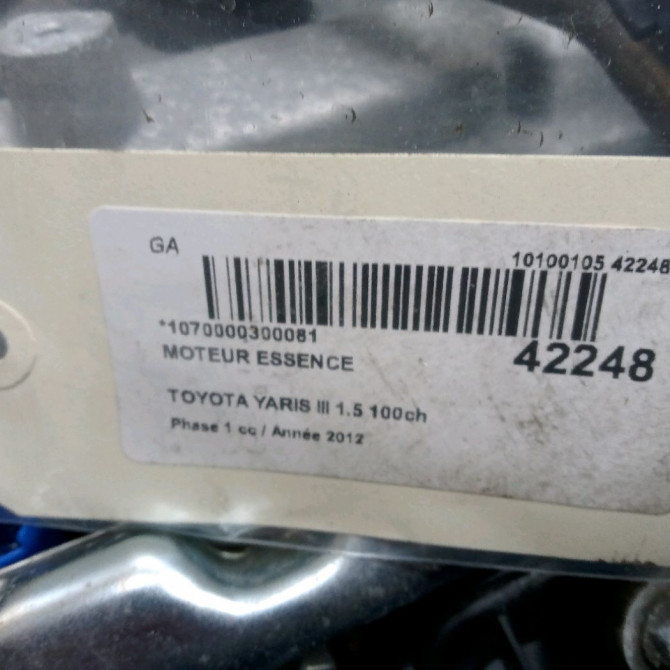 GA
10100105 42248
*1070000300081
MOTEUR ESSENCE
42248
TOYOTA YARIS III 1.5 100ch
Phase 1 cc / Année 2012